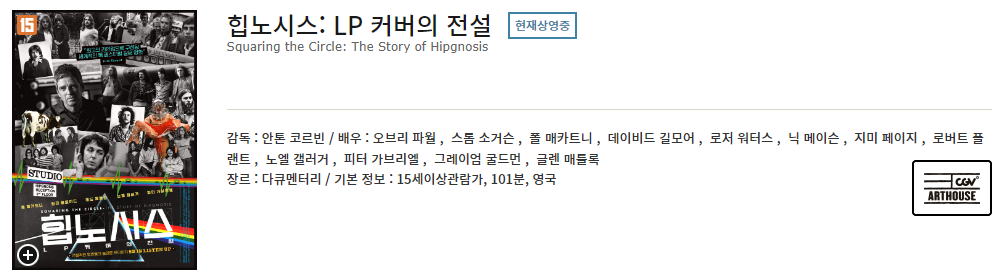 힙노시스: LP 커버의 전설 현재상영중
Squaring the Circle: The Story of Hipgnosis
감독 : 안톤 코르빈 / 배우 : 오브리 파월 , 스톰 소거슨 , 폴 매카트니 , 데이비드 길모어 , 로저 워터스 , 닉 메이슨 , 지미 페이지 , 로버트 플
랜트 , 노엘 갤러거 , 피터 가브리엘 , 그레이엄 굴드먼 , 글렌 매틀록
장르 : 다큐멘터리 / 기본 정보 : 15세이상관람가, 101분, 영국
CGV
ARTHOUSE
15
STUDIO
SQUARING THE CIRCLE: THE STORY OF HIPGNOSIS
힙노시스
LP 커버의 전설